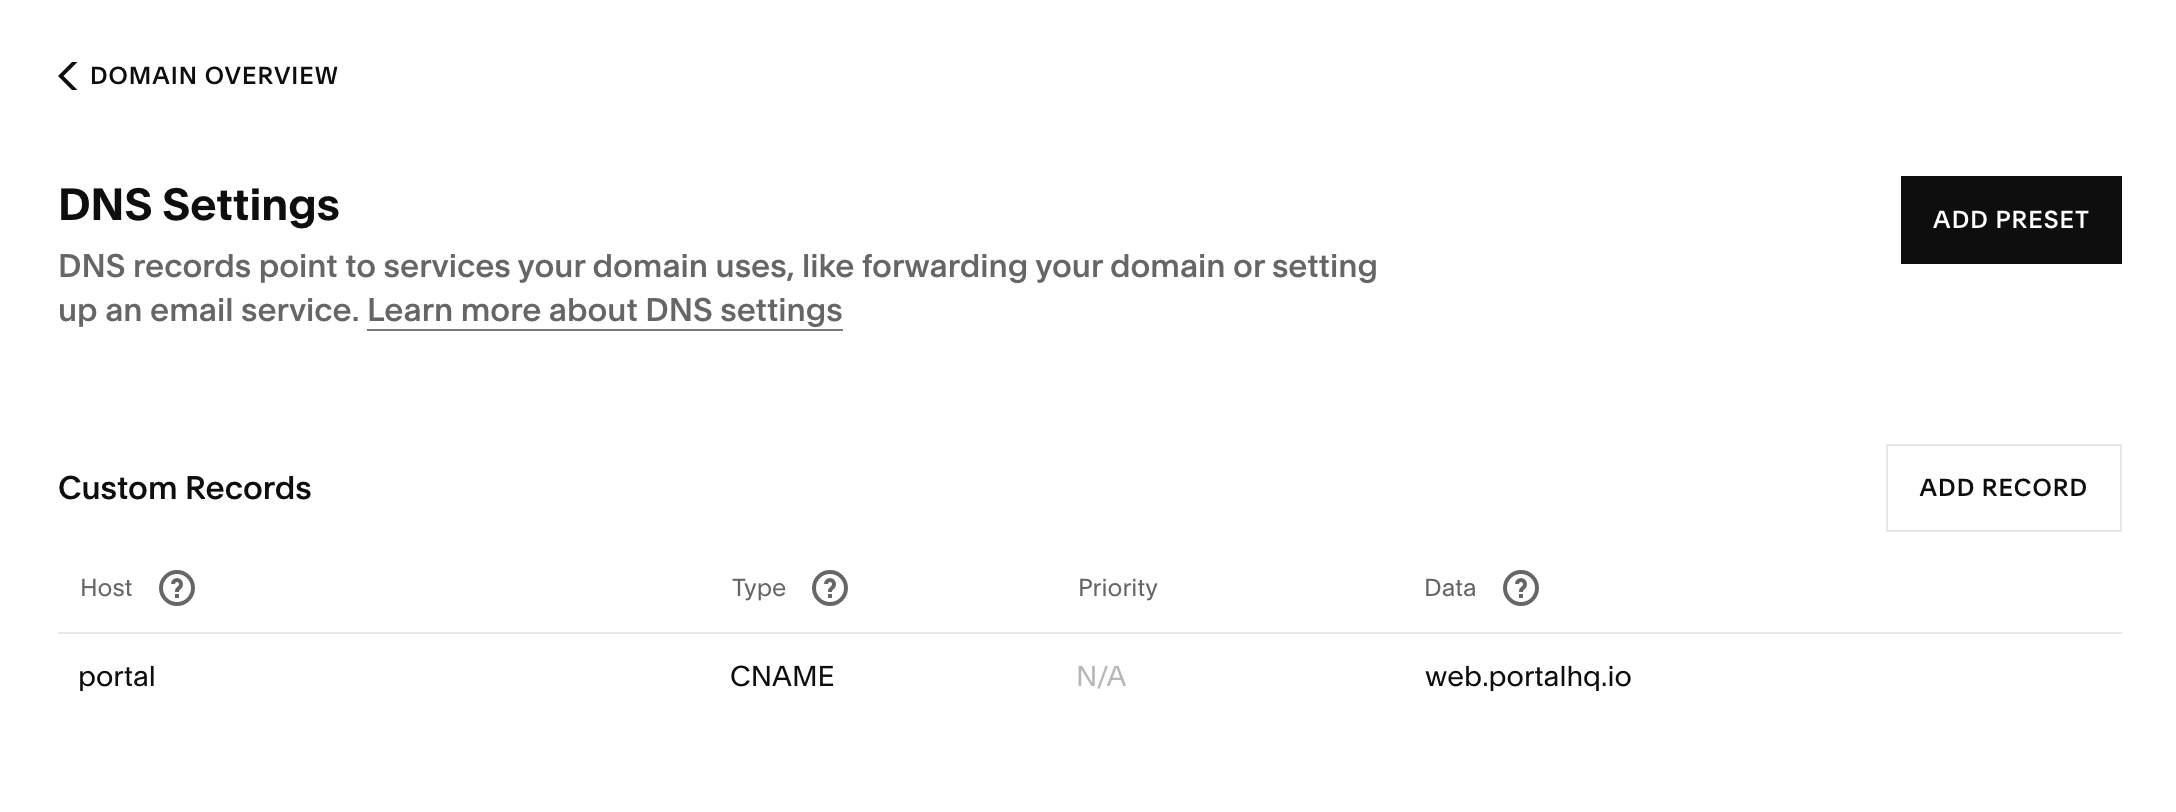 DOMAIN OVERVIEW
DNS Settings
ADD PRESET
DNS records point to services your domain uses, like forwarding your domain or setting
up an email service. Learn more about DNS settings
Custom Records
ADD RECORD
Host ? Type ? Priority Data ?
portal CNAME N/A web.portalhq.io